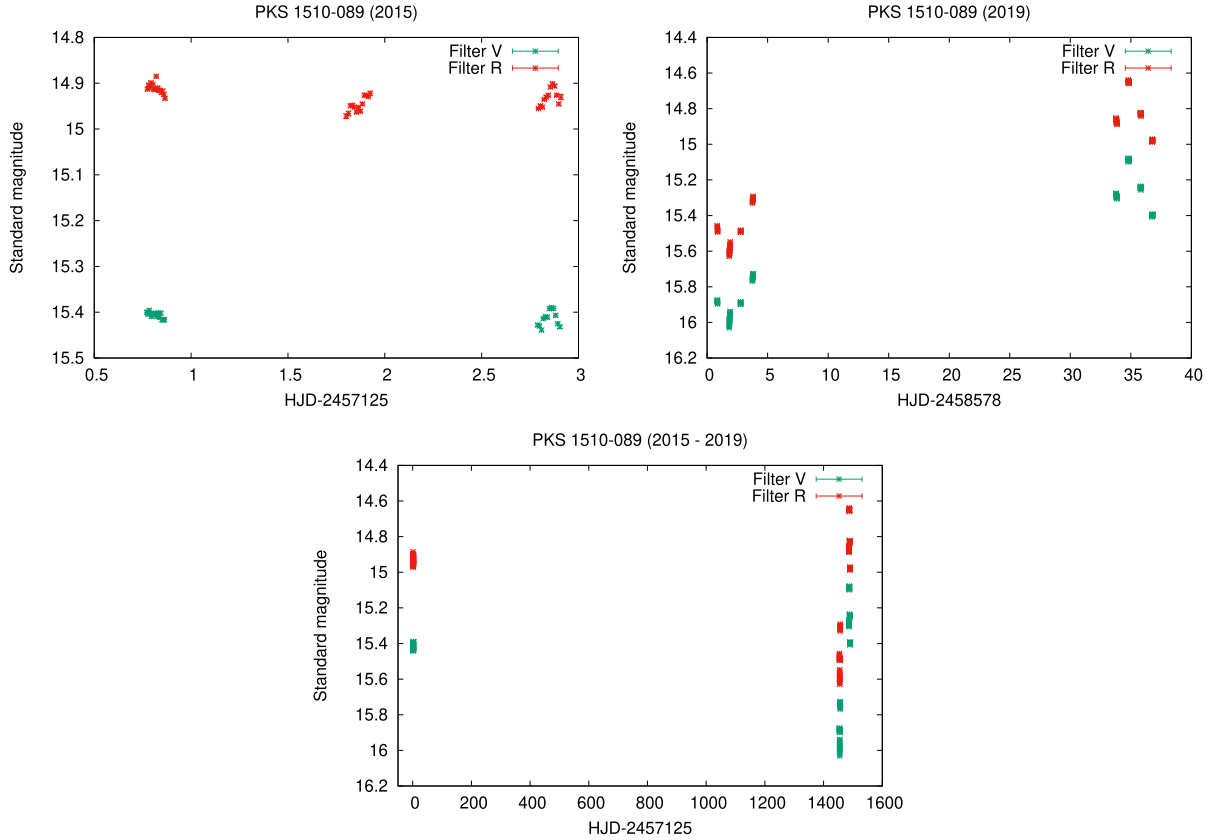 PKS 1510-089 (2015)
Standard magnitude
14.8
14.9
15
15.1
15.2
15.3
15.4
15.5
Filter V
Filter R
0.5 1 1.5 2 2.5 3
HJD-2457125
PKS 1510-089 (2019)
Standard magnitude
14.4
14.6
14.8
15
15.2
15.4
15.6
15.8
16
16.2
Filter V
Filter R
0 5 10 15 20 25 30 35 40
HJD-2458578
PKS 1510-089 (2015 - 2019)
Standard magnitude
14.4
14.6
14.8
15
15.2
15.4
15.6
15.8
16
16.2
Filter V
Filter R
0 200 400 600 800 1000 1200 1400 1600
HJD-2457125